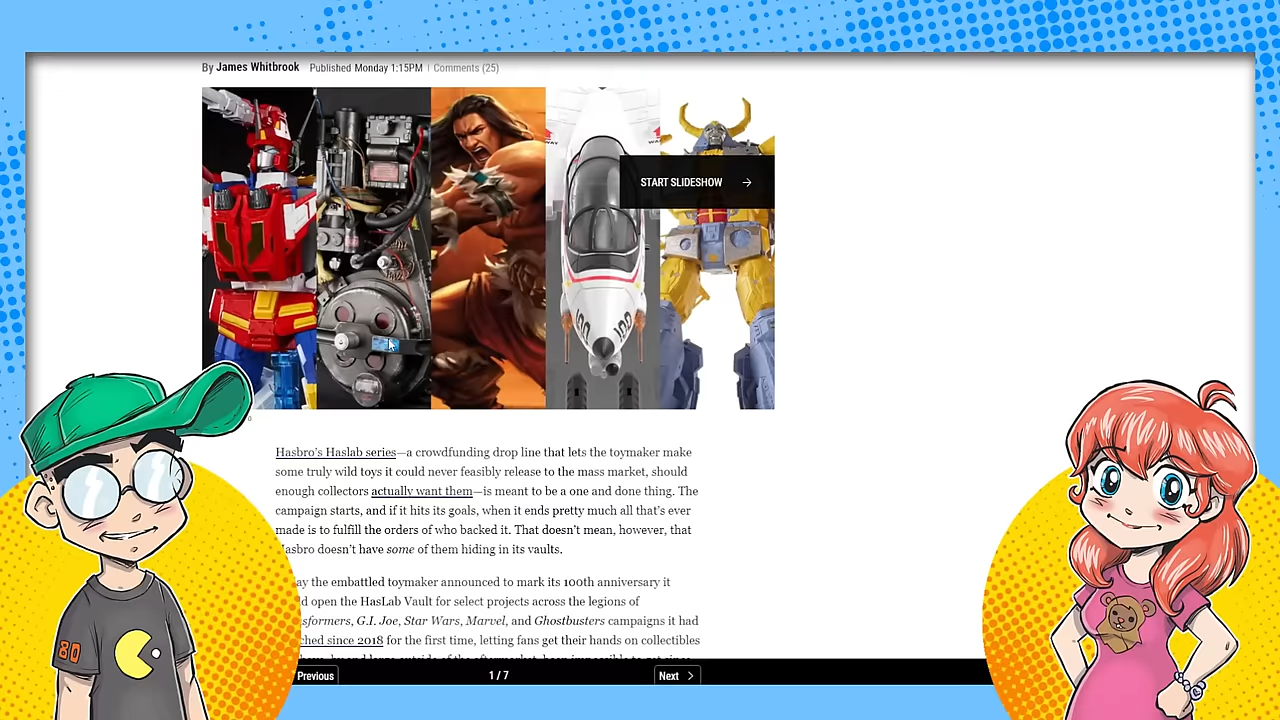 By James Whitbrook Published Monday 1:15PM | Comments (25)
START SLIDESHOW →
Hasbro's Haslab series—a crowdfunding drop line that lets the toymaker make
some truly wild toys it could never feasibly release to the mass market, should
enough collectors actually want them—is meant to be a one and done thing. The
campaign starts, and if it hits its goals, when it ends pretty much all that's ever
made is to fulfill the orders of who backed it. That doesn't mean, however, that
Hasbro doesn't have some of them hiding in its vaults.
ay the embattled toymaker announced to mark its 100th anniversary it
d open the HasLab Vault for select projects across the legions of
sformers, G.I. Joe, Star Wars, Marvel, and Ghostbusters campaigns it had
ched since 2018 for the first time, letting fans get their hands on collectibles
Previous
1 / 7
Next >
80